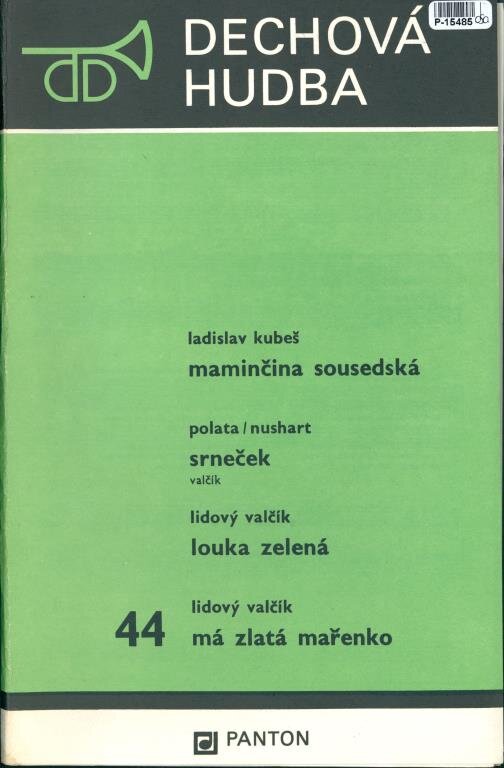 DECHOVÁ
HUDBA
P-15485
ladislav kubeš
maminčina sousedská
polata / nushart
srneček
valčík
lidový valčík
louka zelená
lidový valčík
44 má zlatá mařenko
PANTON